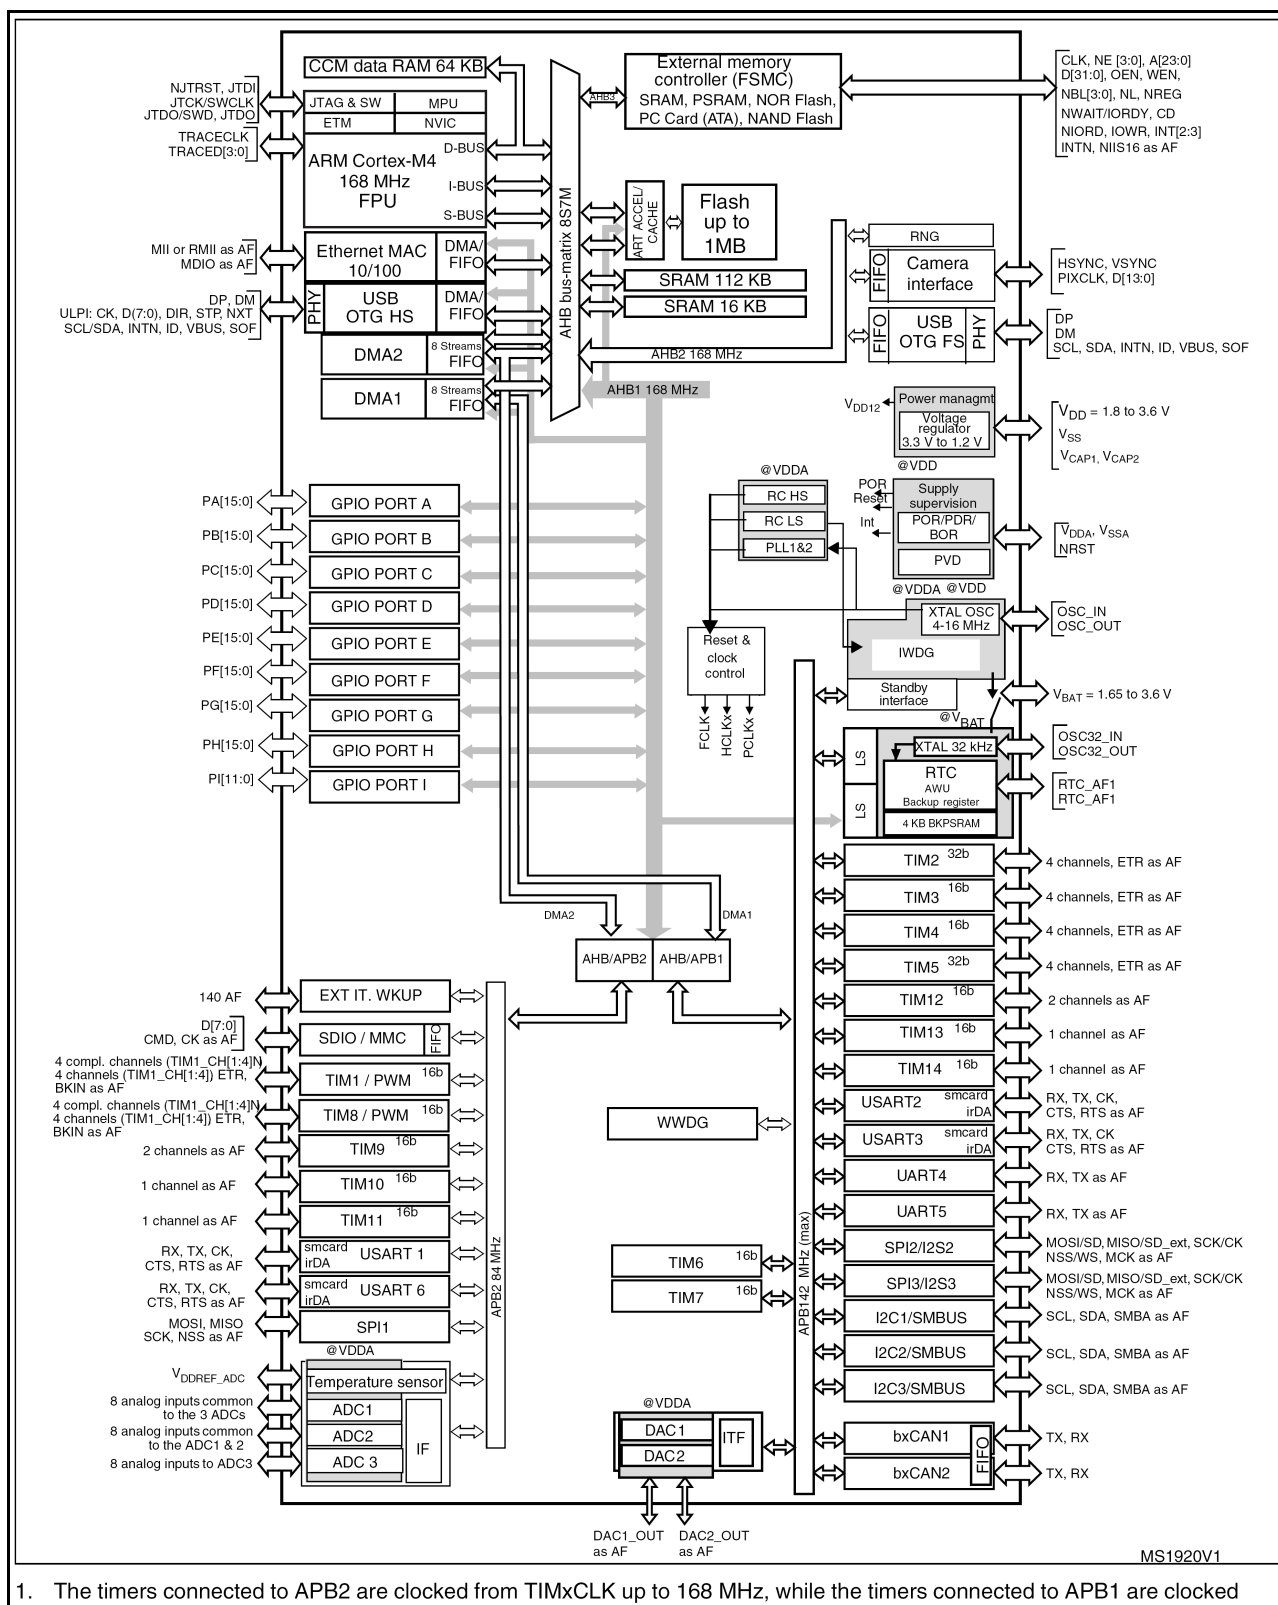 CCM data RAM 64 KB
NJTRST, JTDI,
JTCK/SWCLK
JTDO/SWD, JTDO
JTAG & SW
MPU
ETM
NVIC
TRACECLK
TRACED[3:0]
ARM Cortex-M4
168 MHz
FPU
D-BUS
I-BUS
S-BUS
MII or RMII as AF
MDIO as AF
Ethernet MAC
10/100
DMA/
FIFO
DP, DM
ULPI: CK, D(7:0), DIR, STP, NXT
SCL/SDA, INTN, ID, VBUS, SOF
PHY
USB
OTG HS
DMA/
FIFO
DMA2
8 Streams
FIFO
DMA1
8 Streams
FIFO
AHB bus-matrix 8S7M
AHB3
External memory
controller (FSMC)
SRAM, PSRAM, NOR Flash,
PC Card (ATA), NAND Flash
CLK, NE [3:0], A[23:0]
D[31:0], OEN, WEN,
NBL[3:0], NL, NREG
NWAIT/IORDY, CD
NIORD, IOWR, INT[2:3]
INTN, NIIS16 as AF
ART ACCEL/
CACHE
Flash
up to
1MB
SRAM 112 KB
SRAM 16 KB
AHB2 168 MHz
AHB1 168 MHz
RNG
FIFO
Camera
interface
HSYNC, VSYNC
PIXCLK, D[13:0]
FIFO
USB
OTG FS
PHY
DP
DM
SCL, SDA, INTN, ID, VBUS, SOF
VDD12
Power managmt
Voltage
regulator
3.3 V to 1.2 V
@VDD
VDD = 1.8 to 3.6 V
VSS
VCAP1, VCAP2
@VDDA
RC HS
RC LS
PLL1&2
POR
Reset
Int
Supply
supervision
POR/PDR/
BOR
PVD
VDDA, VSSA
NRST
@VDDA @VDD
XTAL OSC
4-16 MHz
IWDG
OSC_IN
OSC_OUT
Reset &
clock
control
FCLK
HCLKx
PCLKx
Standby
interface
VBAT = 1.65 to 3.6 V
@VBAT
LS
LS
XTAL 32 kHz
OSC32_IN
OSC32_OUT
RTC
AWU
Backup register
4 KB BKPSRAM
RTC_AF1
RTC_AF1
PA[15:0]
GPIO PORT A
PB[15:0]
GPIO PORT B
PC[15:0]
GPIO PORT C
PD[15:0]
GPIO PORT D
PE[15:0]
GPIO PORT E
PF[15:0]
GPIO PORT F
PG[15:0]
GPIO PORT G
PH[15:0]
GPIO PORT H
PI[11:0]
GPIO PORT I
DMA2
DMA1
AHB/APB2
AHB/APB1
TIM2 32b
4 channels, ETR as AF
TIM3 16b
4 channels, ETR as AF
TIM4 16b
4 channels, ETR as AF
TIM5 32b
4 channels, ETR as AF
TIM12 16b
2 channels as AF
TIM13 16b
1 channel as AF
TIM14 16b
1 channel as AF
USART2 smcard
irDA
RX, TX, CK,
CTS, RTS as AF
USART3 smcard
irDA
RX, TX, CK
CTS, RTS as AF
UART4
RX, TX as AF
UART5
RX, TX as AF
SPI2/I2S2
MOSI/SD, MISO/SD_ext, SCK/CK
NSS/WS, MCK as AF
SPI3/I2S3
MOSI/SD, MISO/SD_ext, SCK/CK
NSS/WS, MCK as AF
I2C1/SMBUS
SCL, SDA, SMBA as AF
I2C2/SMBUS
SCL, SDA, SMBA as AF
I2C3/SMBUS
SCL, SDA, SMBA as AF
bxCAN1
TX, RX
bxCAN2
TX, RX
FIFO
140 AF
EXT IT. WKUP
D[7:0]
CMD, CK as AF
SDIO / MMC
FIFO
4 compl. channels (TIM1_CH[1:4]N
4 channels (TIM1_CH[1:4]) ETR,
BKIN as AF
TIM1 / PWM 16b
4 compl. channels (TIM1_CH[1:4]N
4 channels (TIM1_CH[1:4]) ETR,
BKIN as AF
TIM8 / PWM 16b
2 channels as AF
TIM9 16b
1 channel as AF
TIM10 16b
1 channel as AF
TIM11 16b
RX, TX, CK,
CTS, RTS as AF
smcard
irDA
USART 1
RX, TX, CK,
CTS, RTS as AF
smcard
irDA
USART 6
MOSI, MISO
SCK, NSS as AF
SPI1
@VDDA
VDDREF_ADC
Temperature sensor
8 analog inputs common
to the 3 ADCs
ADC1
8 analog inputs common
to the ADC1 & 2
ADC2
8 analog inputs to ADC3
ADC 3
IF
APB2 84 MHz
WWDG
TIM6 16b
TIM7 16b
APB142 MHz (max)
@VDDA
DAC1
DAC2
ITF
DAC1_OUT
as AF
DAC2_OUT
as AF
MS1920V1
1. The timers connected to APB2 are clocked from TIMxCLK up to 168 MHz, while the timers connected to APB1 are clocked